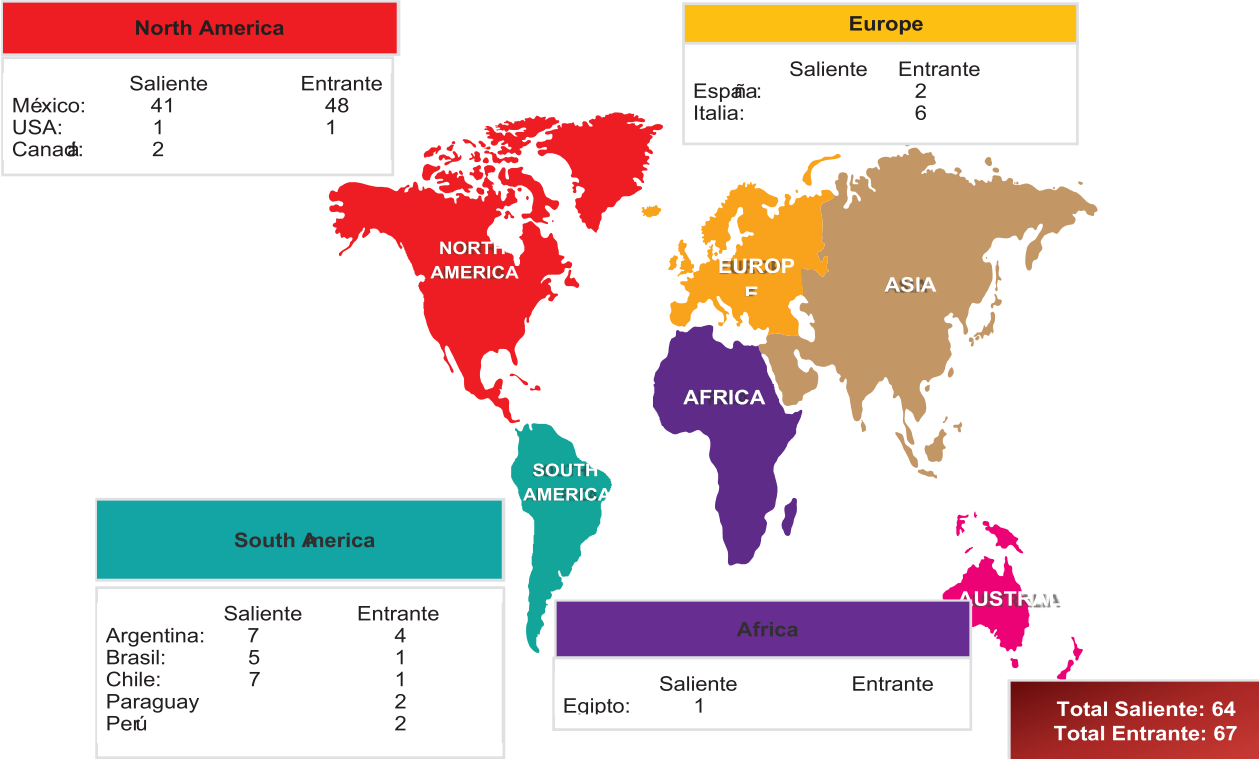 North America
Saliente Entrante
México: 41 48
USA: 1 1
Canadá: 2
Europe
Saliente Entrante
España: 2
Italia: 6
NORTH
AMERICA
EUROP
E
ASIA
AFRICA
SOUTH
AMERICA
South America
Saliente Entrante
Argentina: 7 4
Brasil: 5 1
Chile: 7 1
Paraguay 2
Perú 2
Africa
Saliente Entrante
Egipto: 1
Total Saliente: 64
Total Entrante: 67